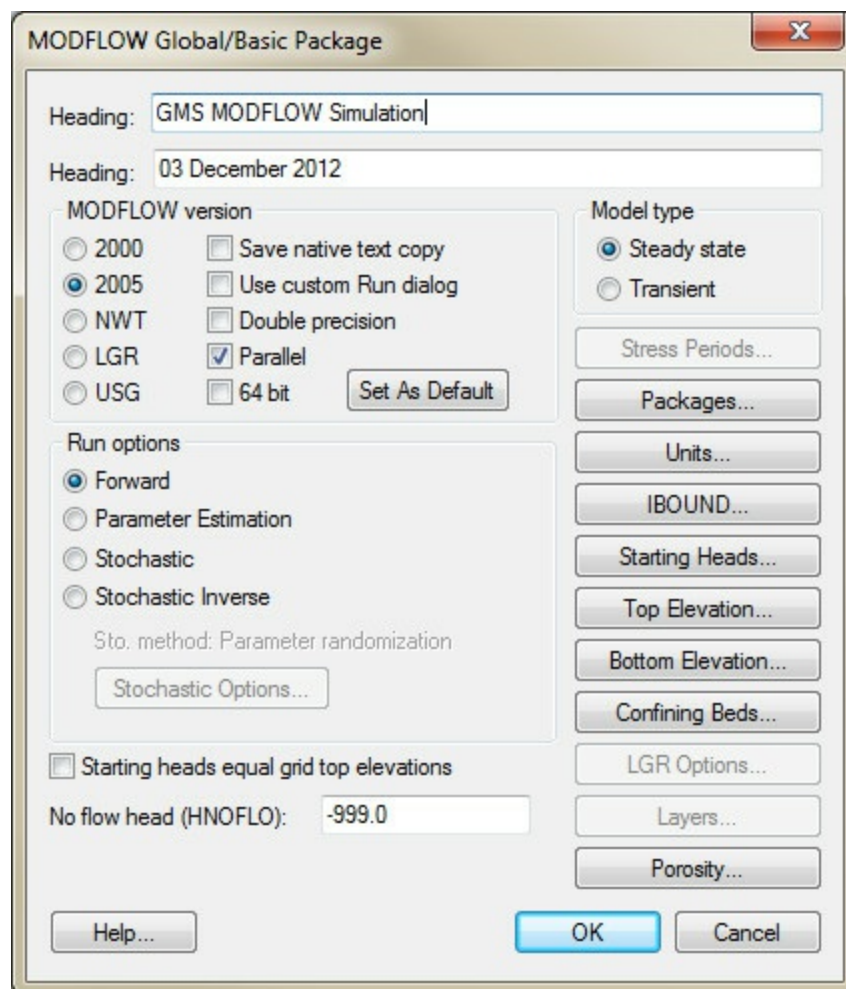 MODFLOW Global/Basic Package
Heading: GMS MODFLOW Simulation
Heading: 03 December 2012
MODFLOW version
2000 Save native text copy
2005 Use custom Run dialog
NWT Double precision
LGR Parallel
USG 64 bit Set As Default
Run options
Forward
Parameter Estimation
Stochastic
Stochastic Inverse
Sto. method: Parameter randomization
Stochastic Options...
Starting heads equal grid top elevations
No flow head (HNOFLO): -999.0
Model type
Steady state
Transient
Stress Periods...
Packages...
Units...
IBOUND...
Starting Heads...
Top Elevation...
Bottom Elevation...
Confining Beds...
LGR Options...
Layers...
Porosity...
Help... OK Cancel